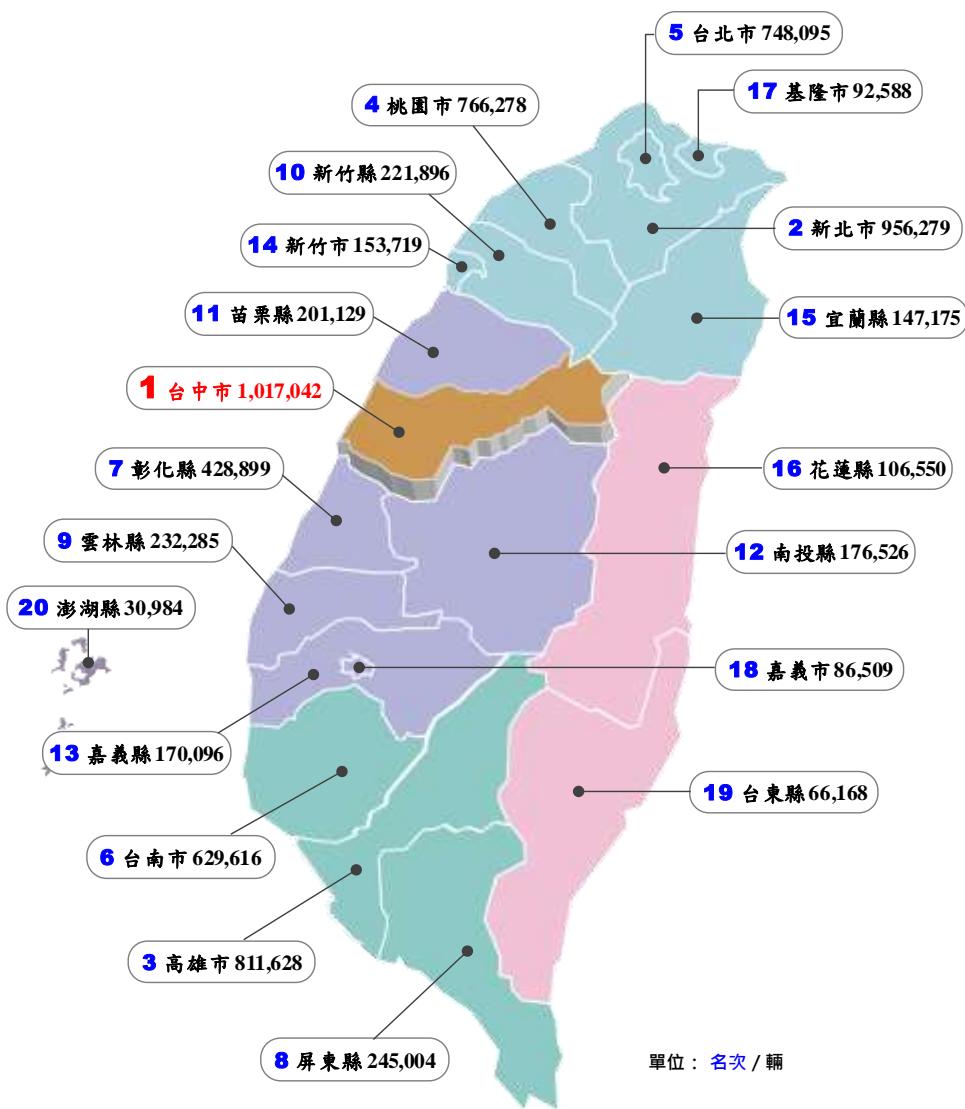 5 台北市 748,095
17 基隆市 92,588
4 桃園市 766,278
10 新竹縣 221,896
2 新北市 956,279
14 新竹市 153,719
11 苗栗縣 201,129
15 宜蘭縣 147,175
1 台中市 1,017,042
7 彰化縣 428,899
16 花蓮縣 106,550
9 雲林縣 232,285
12 南投縣 176,526
20 澎湖縣 30,984
18 嘉義市 86,509
13 嘉義縣 170,096
19 台東縣 66,168
6 台南市 629,616
3 高雄市 811,628
8 屏東縣 245,004
單位： 名次 / 輛